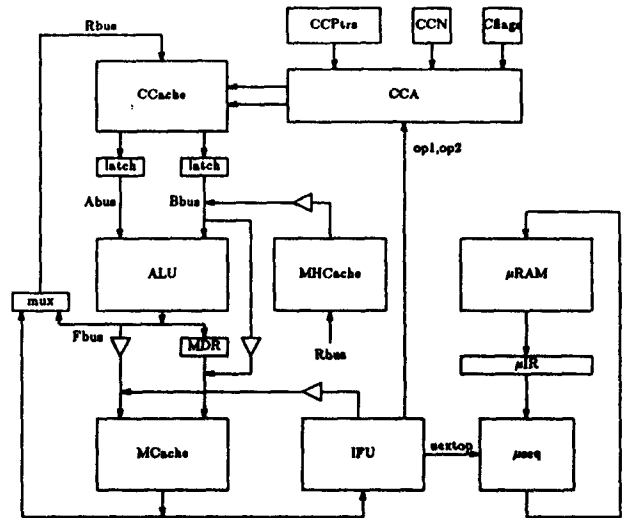 Rbus
CCPtrs
CCN
Cflags
CCache
CCA
latch
latch
op1,op2
Abus
Bbus
ALU
MHCache
μRAM
mux
Fbus
MDR
Rbus
μIR
MCache
IFU
nextop
μseq